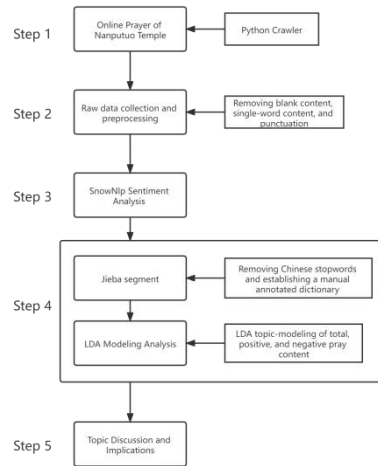 Step 1
Online Prayer of
Nanputuo Temple
Python Crawler
Step 2
Raw data collection and
preprocessing
Removing blank content,
single-word content, and
punctuation
Step 3
SnowNlp Sentiment
Analysis
Step 4
Jieba segment
Removing Chinese stopwords
and establishing a manual
annotated dictionary
LDA Modeling Analysis
LDA topic-modeling of total,
positive, and negative pray
content
Step 5
Topic Discussion and
Implications